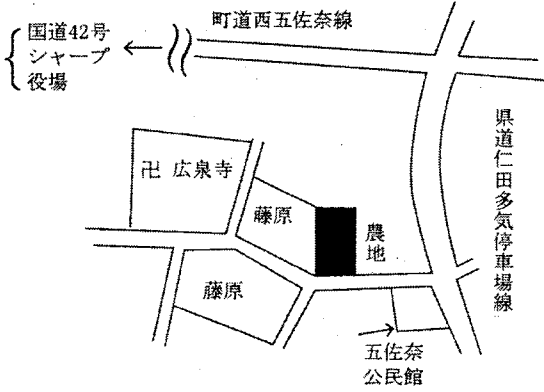 町道西五佐奈線
国道42号
シャープ
役場
県道仁田多気停車場線
卍 広泉寺
藤原
農地
藤原
五佐奈
公民館